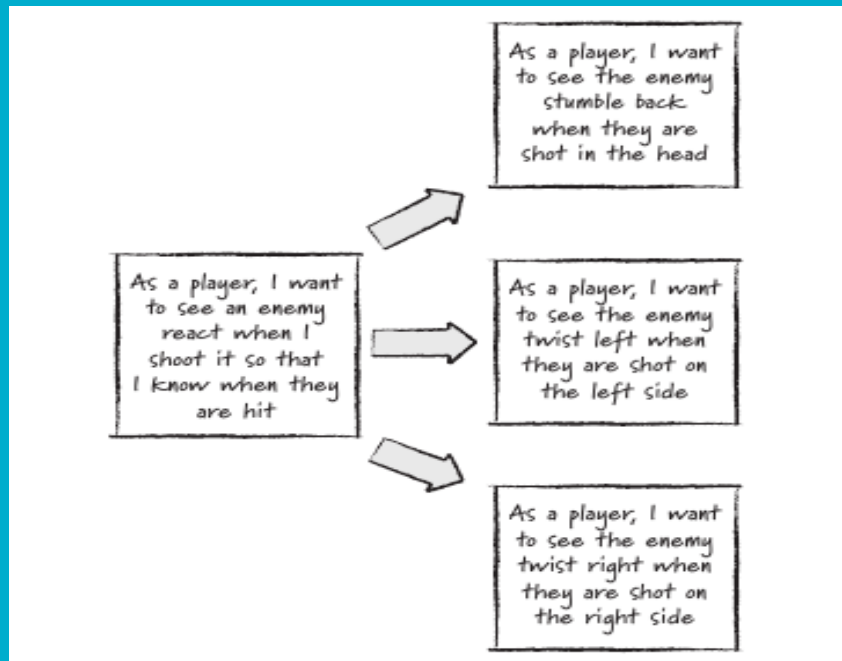 As a player, I want
to see an enemy
react when I
shoot it so that
I know when they
are hit
As a player, I want
to see the enemy
stumble back
when they are
shot in the head
As a player, I want
to see the enemy
twist left when
they are shot on
the left side
As a player, I want
to see the enemy
twist right when
they are shot on
the right side